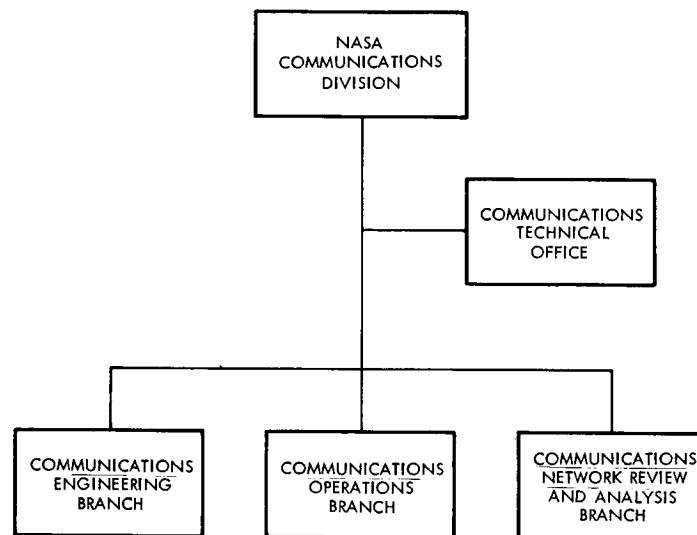 NASA
COMMUNICATIONS
DIVISION
COMMUNICATIONS
TECHNICAL
OFFICE
COMMUNICATIONS
ENGINEERING
BRANCH
COMMUNICATIONS
OPERATIONS
BRANCH
COMMUNICATIONS
NETWORK REVIEW
AND ANALYSIS
BRANCH